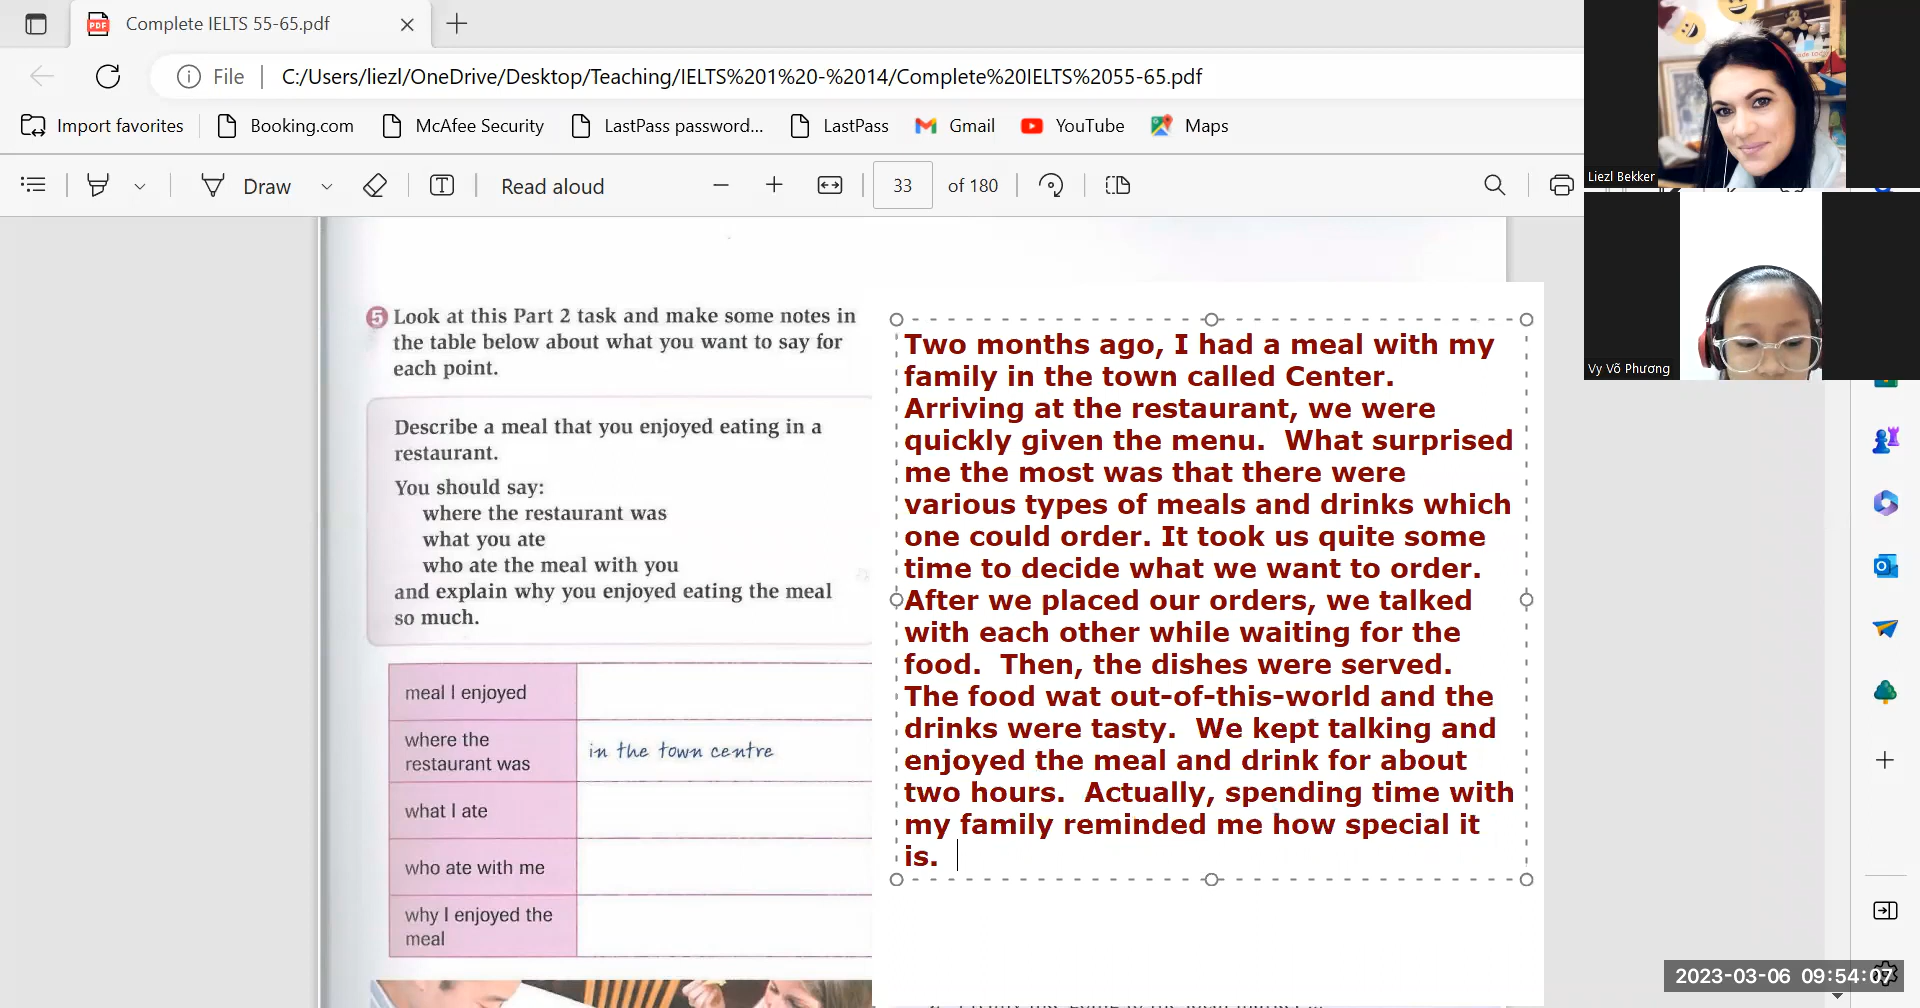 Complete IELTS 55-65.pdf
File
C:/Users/liezl/OneDrive/Desktop/Teaching/IELTS%201%20-%2014/Complete%20IELTS%2055-65.pdf
Import favorites
Booking.com
McAfee Security
LastPass password...
LastPass
Gmail
YouTube
Maps
Draw
Read aloud
33
of 180
Liezl Bekker
Vy Võ Phương
5 Look at this Part 2 task and make some notes in
the table below about what you want to say for
each point.
Describe a meal that you enjoyed eating in a
restaurant.
You should say:
where the restaurant was
what you ate
who ate the meal with you
and explain why you enjoyed eating the meal
so much.
meal I enjoyed
where the
restaurant was
in the town centre
what I ate
who ate with me
why I enjoyed the
meal
Two months ago, I had a meal with my
family in the town called Center.
Arriving at the restaurant, we were
quickly given the menu.  What surprised
me the most was that there were
various types of meals and drinks which
one could order. It took us quite some
time to decide what we want to order.
After we placed our orders, we talked
with each other while waiting for the
food.  Then, the dishes were served.
The food wat out-of-this-world and the
drinks were tasty.  We kept talking and
enjoyed the meal and drink for about
two hours.  Actually, spending time with
my family reminded me how special it
is.
2023-03-06 09:54:07